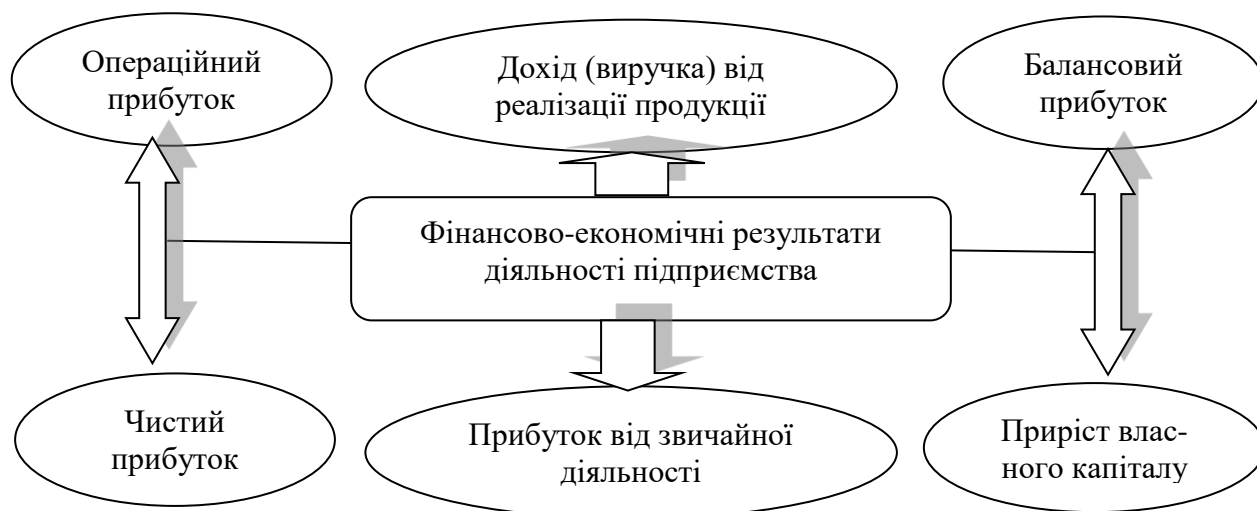 Операційний
прибуток
Дохід (виручка) від
реалізації продукції
Балансовий
прибуток
Фінансово-економічні результати
діяльності підприємства
Чистий
прибуток
Прибуток від звичайної
діяльності
Приріст влас-
ного капіталу